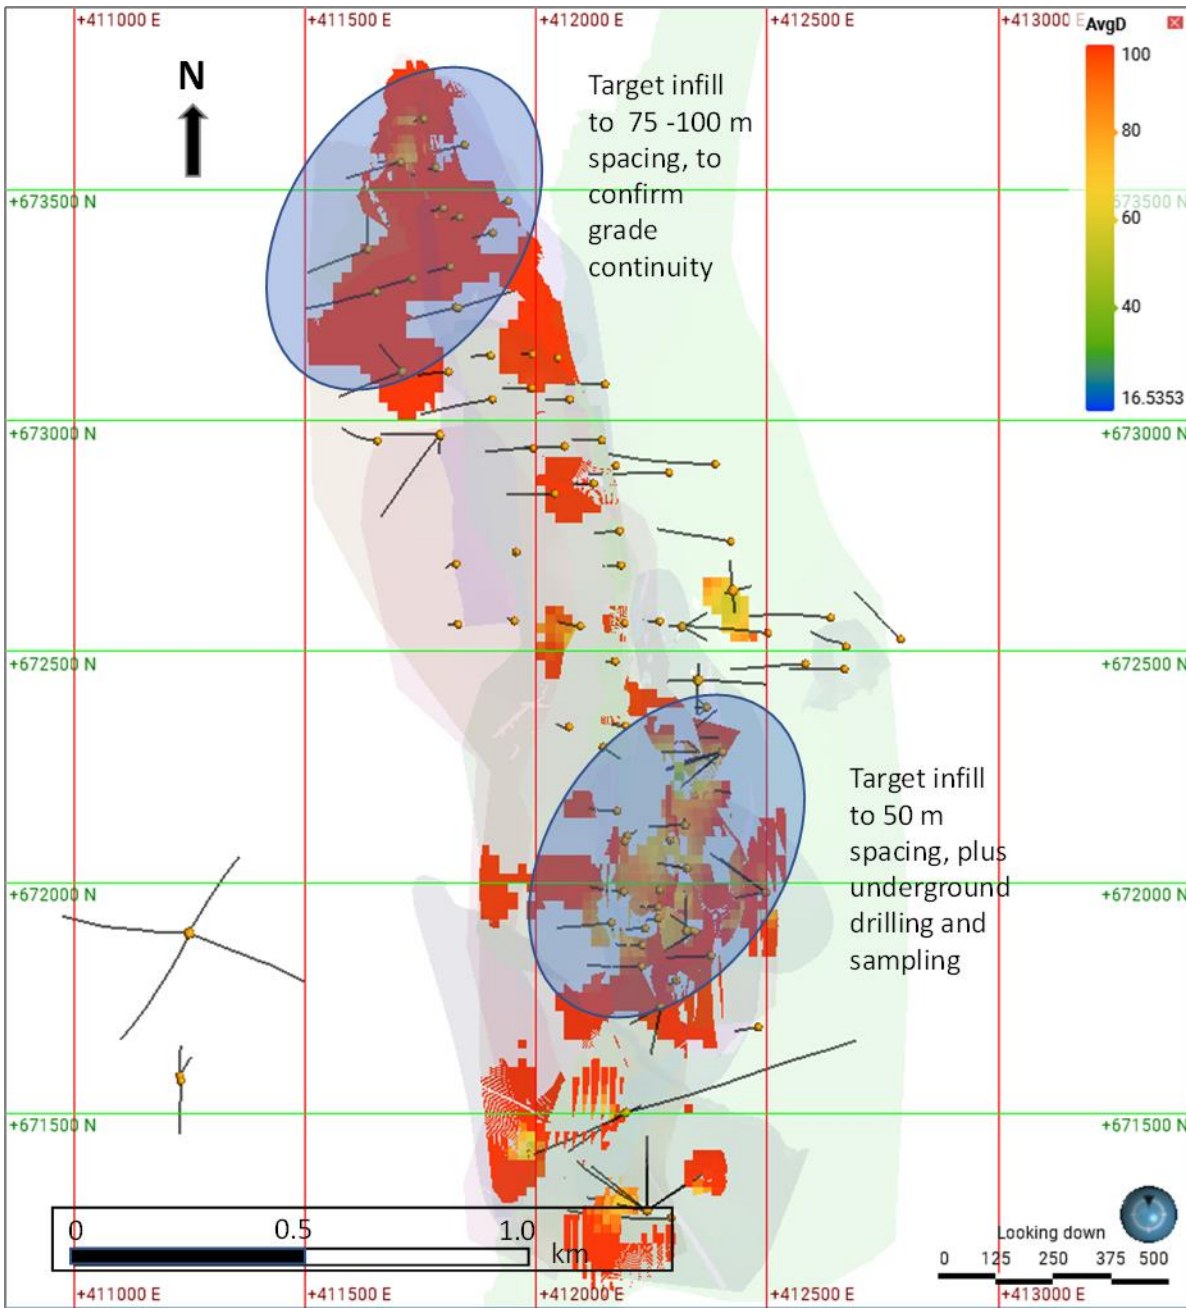 +411000 E
+411500 E
+412000 E
+412500 E
+413000 E
AvgD
100
80
60
40
16.5353
N
Target infill
to 75 -100 m
spacing, to
confirm
grade
continuity
+673500 N
673500 N
+673000 N
+673000 N
+672500 N
+672500 N
Target infill
to 50 m
spacing, plus
underground
drilling and
sampling
+672000 N
+672000 N
+671500 N
+671500 N
0
0.5
1.0
km
Looking down
0
125
250
375
500
+411000 E
+411500 E
+412000 E
+412500 E
+413000 E